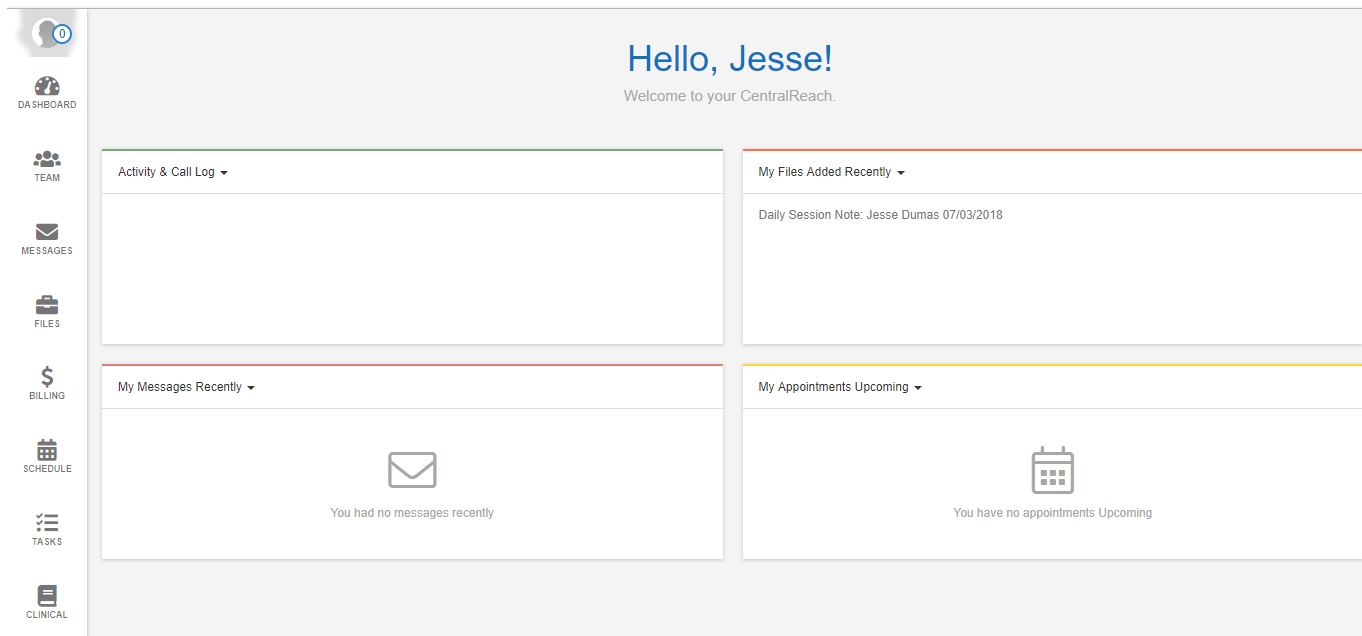 0
DASHBOARD
TEAM
MESSAGES
FILES
BILLING
SCHEDULE
TASKS
CLINICAL
Hello, Jesse!
Welcome to your CentralReach.
Activity & Call Log
My Files Added Recently
Daily Session Note: Jesse Dumas 07/03/2018
My Messages Recently
You had no messages recently
My Appointments Upcoming
You have no appointments Upcoming